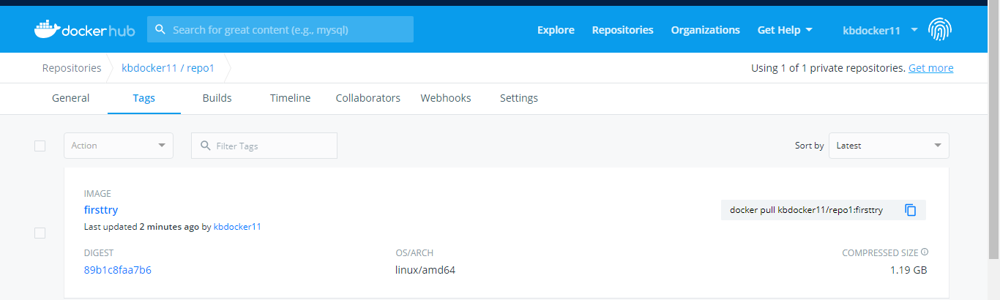 dockerhub Search for great content (e.g., mysql) Explore Repositories Organizations Get Help kbdocker11
Repositories kbdocker11 / repo1 Using 1 of 1 private repositories. Get more
General Tags Builds Timeline Collaborators Webhooks Settings
Action Filter Tags Sort by Latest
IMAGE
firsttry
docker pull kbdocker11/repo1:firsttry
Last updated 2 minutes ago by kbdocker11
DIGEST OS/ARCH COMPRESSED SIZE
89b1c8faa7b6 linux/amd64 1.19 GB